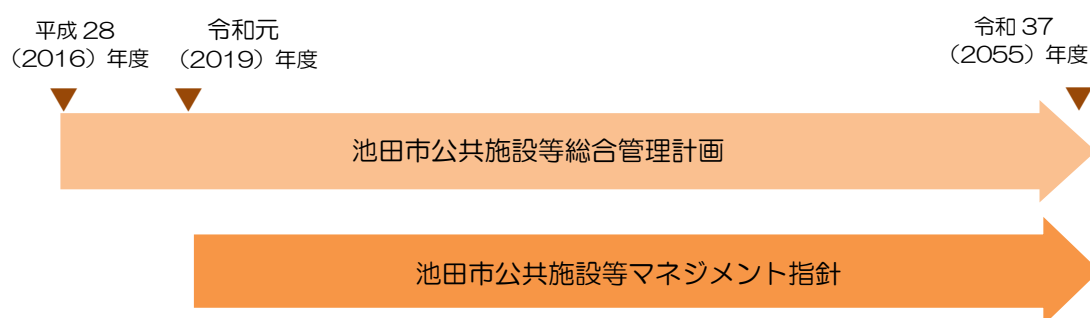 平成 28
（2016）年度
令和元
（2019）年度
令和 37
（2055）年度
池田市公共施設等総合管理計画
池田市公共施設等マネジメント指針